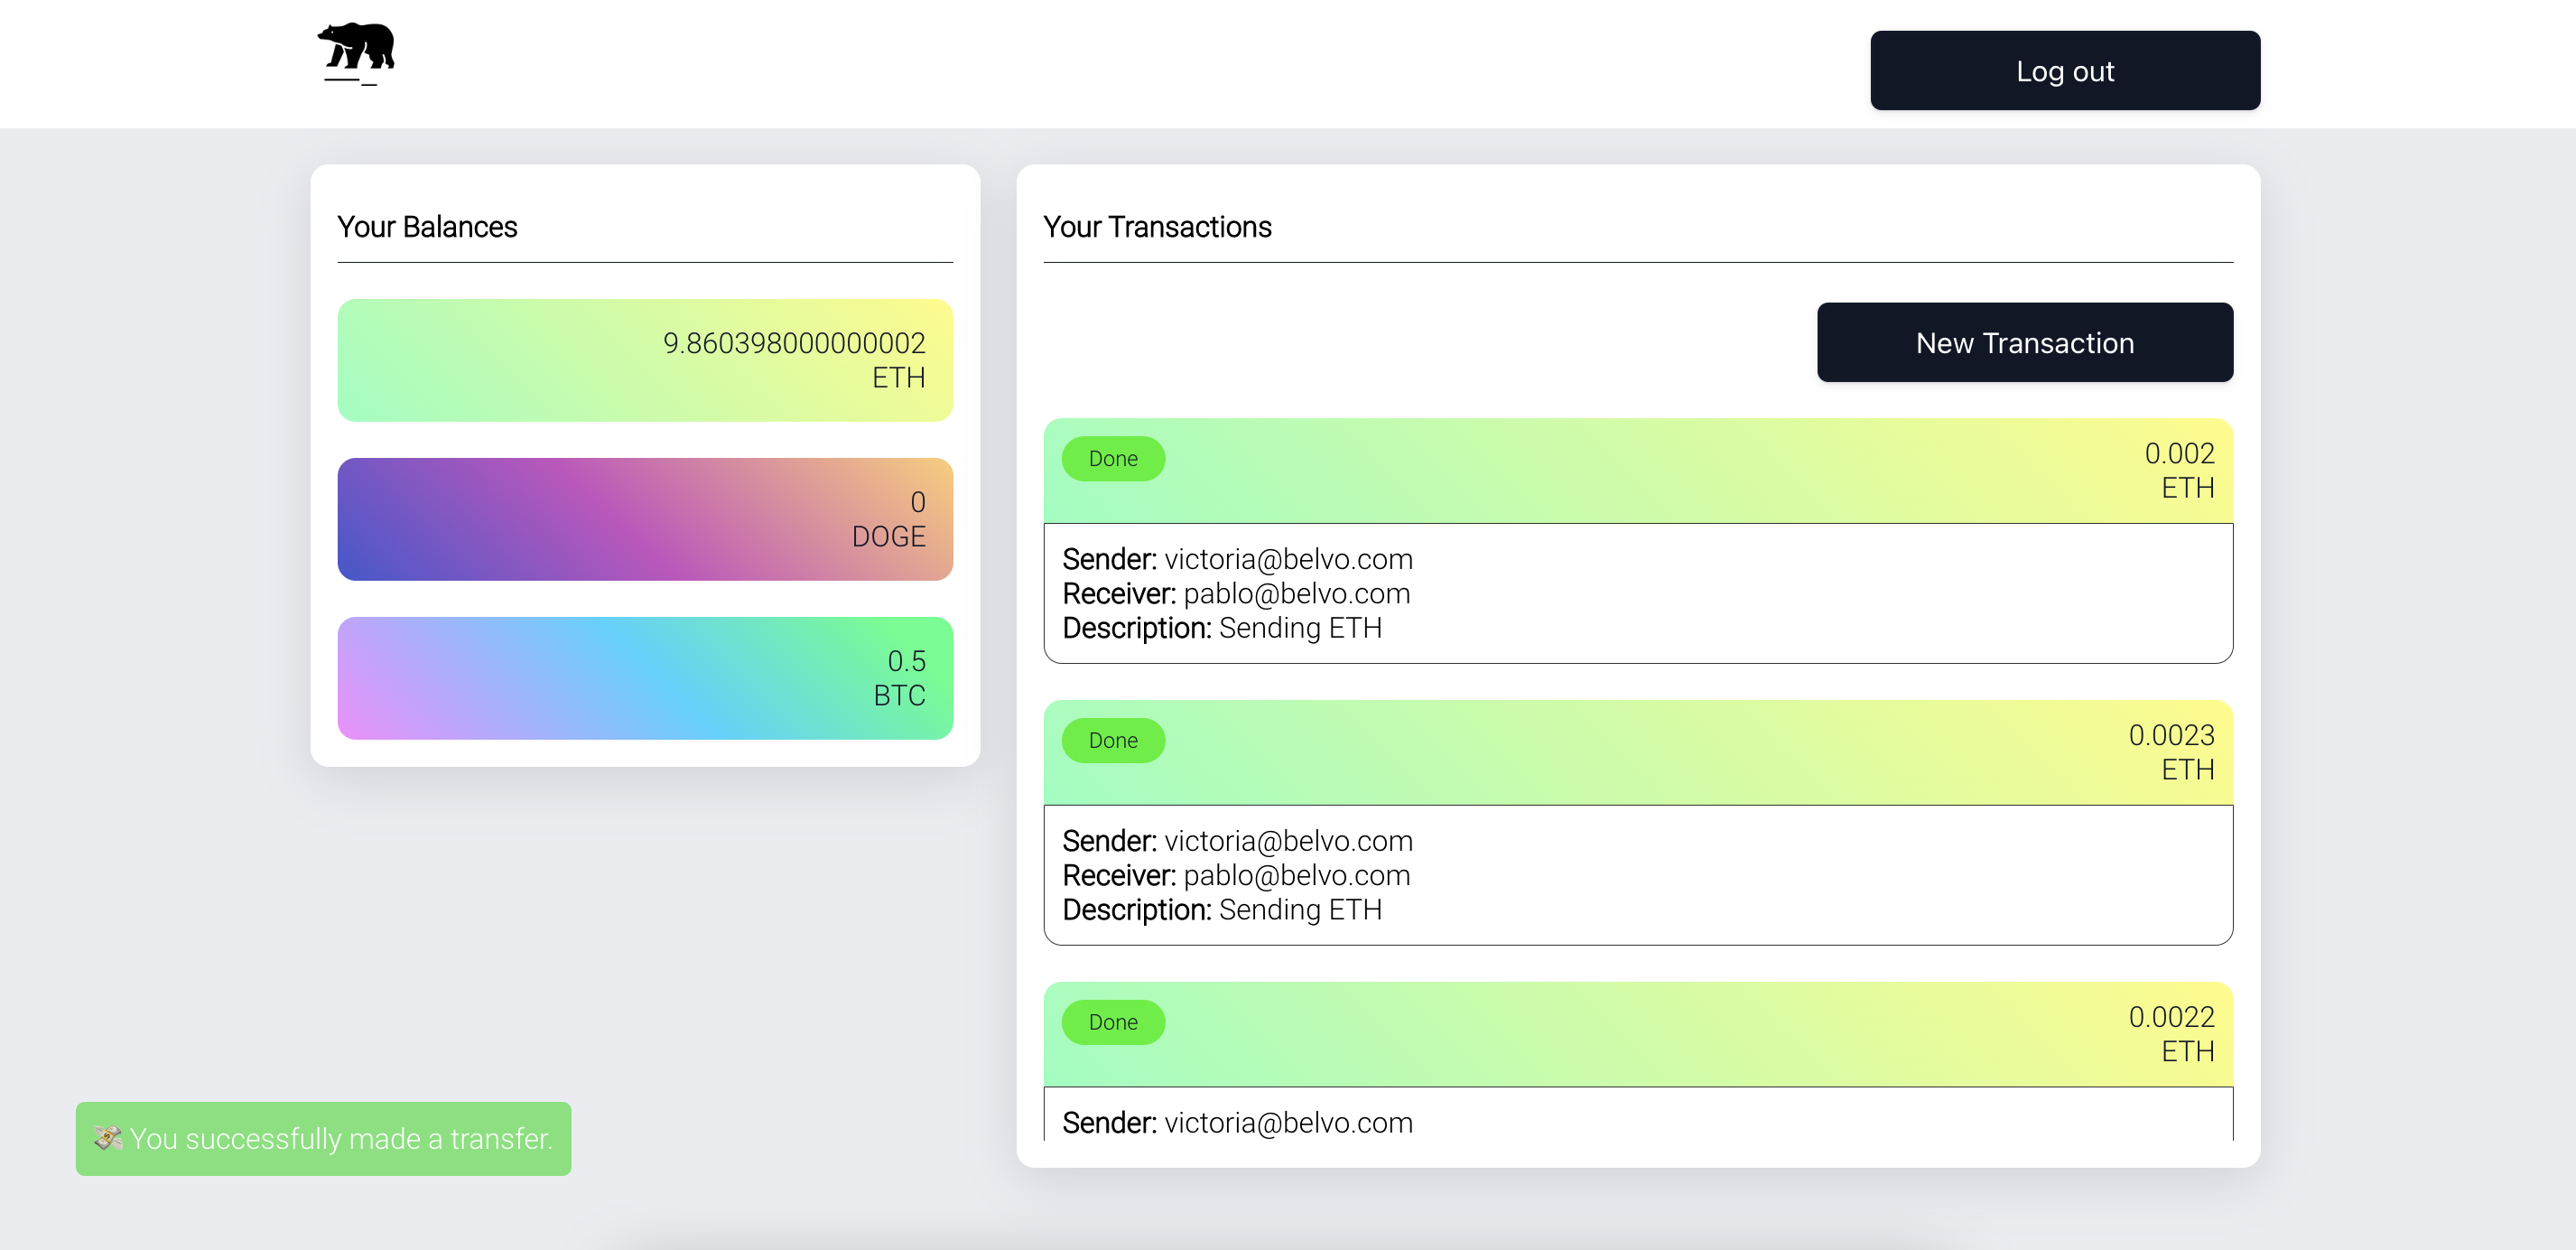 Log out
Your Balances
9.860398000000002
ETH
0
DOGE
0.5
BTC
Your Transactions
New Transaction
Done
0.002
ETH
Sender: victoria@belvo.com
Receiver: pablo@belvo.com
Description: Sending ETH
Done
0.0023
ETH
Sender: victoria@belvo.com
Receiver: pablo@belvo.com
Description: Sending ETH
Done
0.0022
ETH
Sender: victoria@belvo.com
💸 You successfully made a transfer.